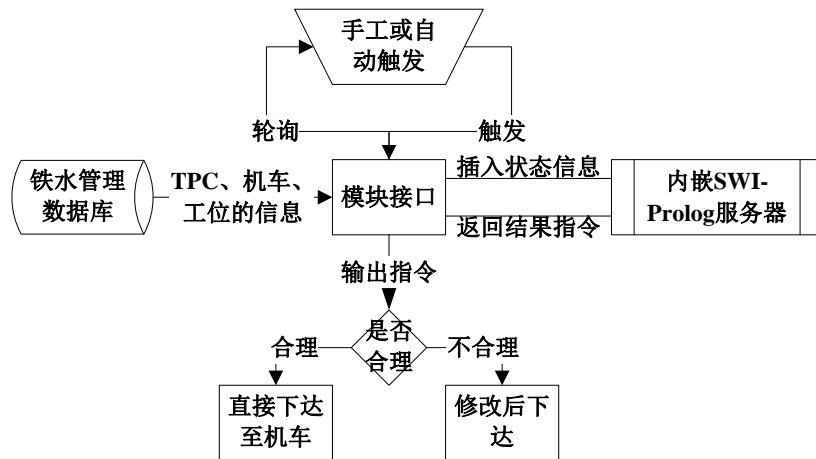 手工或自
动触发
轮询
触发
铁水管理
数据库
TPC、机车、
工位的信息
模块接口
插入状态信息
返回结果指令
内嵌SWI-
Prolog服务器
输出指令
是否
合理
合理
不合理
直接下达
至机车
修改后下
达